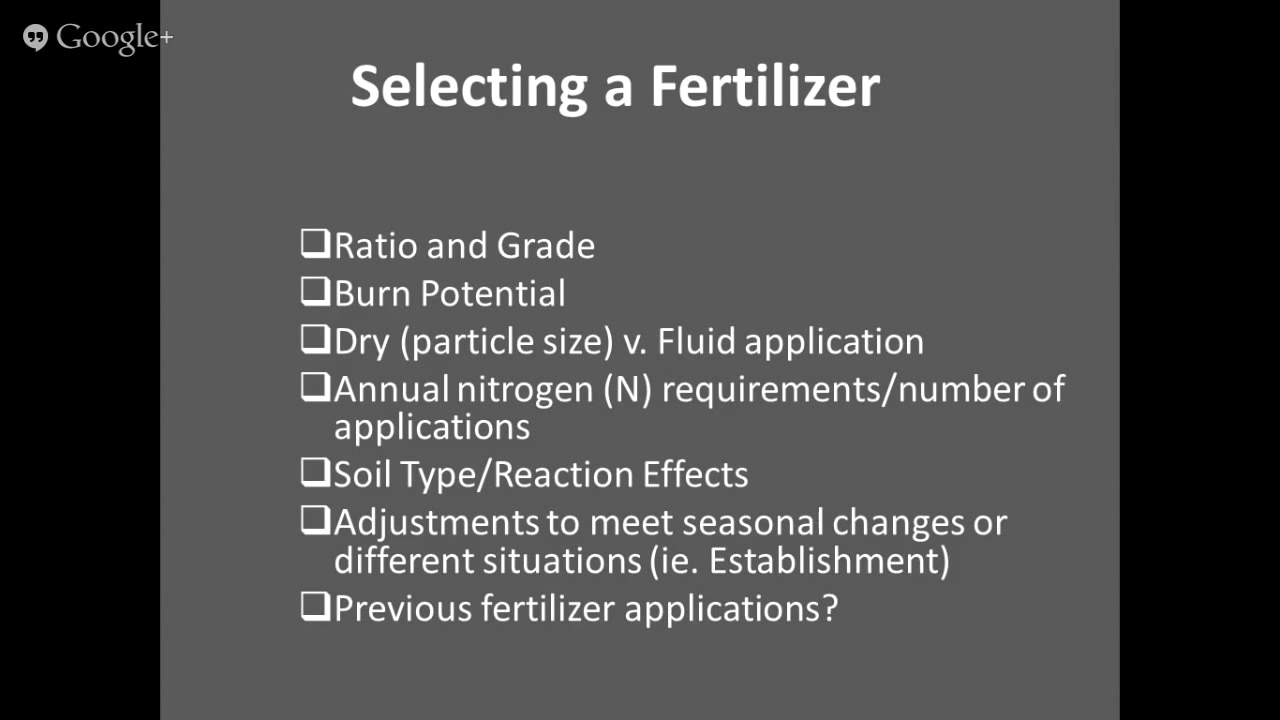 Google+
Selecting a Fertilizer
❑Ratio and Grade
❑Burn Potential
❑Dry (particle size) v. Fluid application
❑Annual nitrogen (N) requirements/number of
applications
❑Soil Type/Reaction Effects
❑Adjustments to meet seasonal changes or
different situations (ie. Establishment)
❑Previous fertilizer applications?